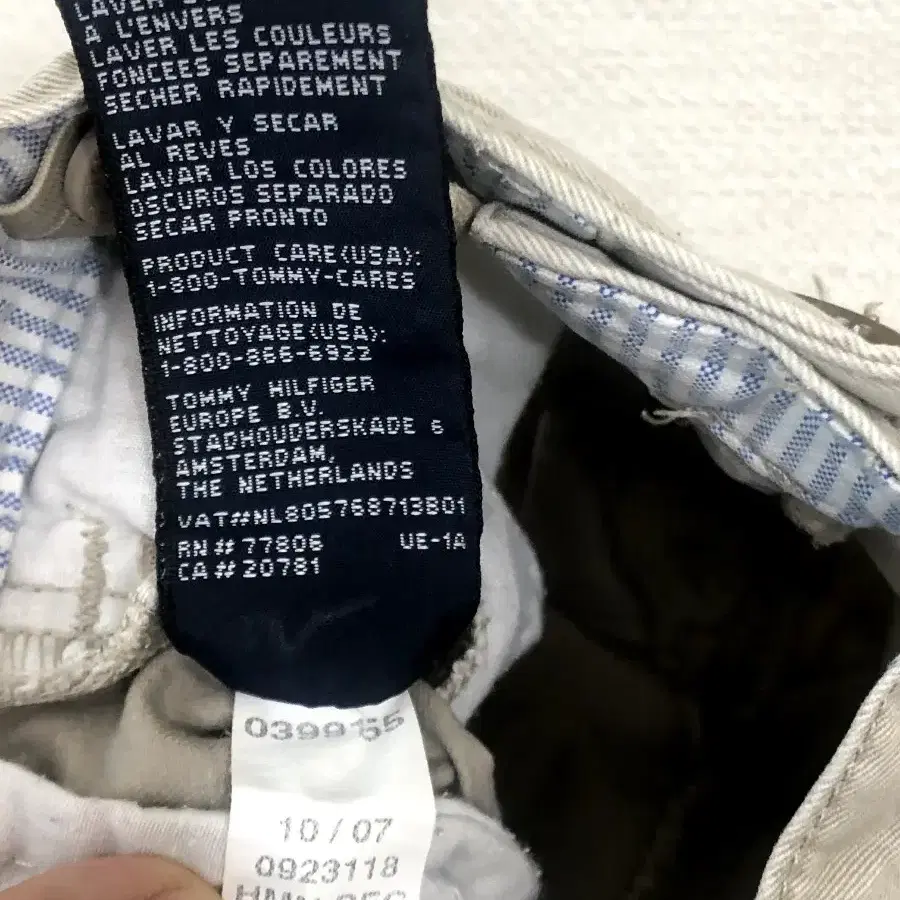 A L'ENVERS
LAVER LES COULEURS
FONCEES SEPAREMENT
SECHER RAPIDEMENT
LAVAR Y SECAR
AL REVES
LAVAR LOS COLORES
OSCUROS SEPARADO
SECAR PRONTO
PRODUCT CARE(USA):
1-800-TOMMY-CARES
INFORMATION DE
NETTOYAGE(USA):
1-800-866-6922
TOMMY HILFIGER
EUROPE B.V.
STADHOUDERSKADE 6
AMSTERDAM,
THE NETHERLANDS
VAT#NL805768713B01
RN # 77806 UE-1A
CA # 20781
10 / 07
0923118